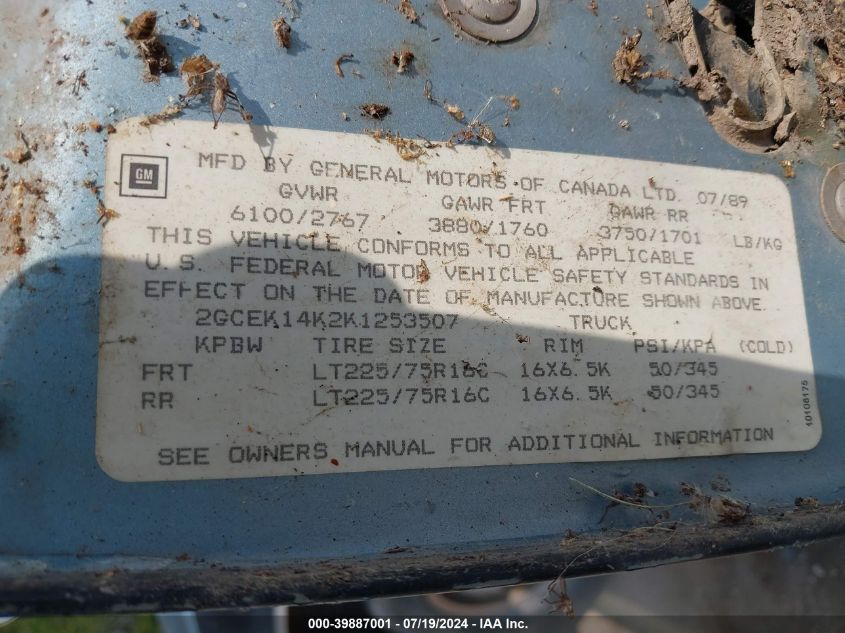 GM
MFD BY GENERAL MOTORS OF CANADA LTD. 07/89
GVWR GAWR FRT GAWR RR
6100/2767 3880/1760 3750/1701 LB/KG
THIS VEHICLE CONFORMS TO ALL APPLICABLE
U.S. FEDERAL MOTOR VEHICLE SAFETY STANDARDS IN
EFFECT ON THE DATE OF MANUFACTURE SHOWN ABOVE.
2GCEK14K2K1253507 TRUCK
KPBW TIRE SIZE RIM PSI/KPA (COLD)
FRT LT225/75R16C 16X6.5K 50/345
RR LT225/75R16C 16X6.5K 50/345
SEE OWNERS MANUAL FOR ADDITIONAL INFORMATION
10106175
000-39887001 - 07/19/2024 - IAA Inc.